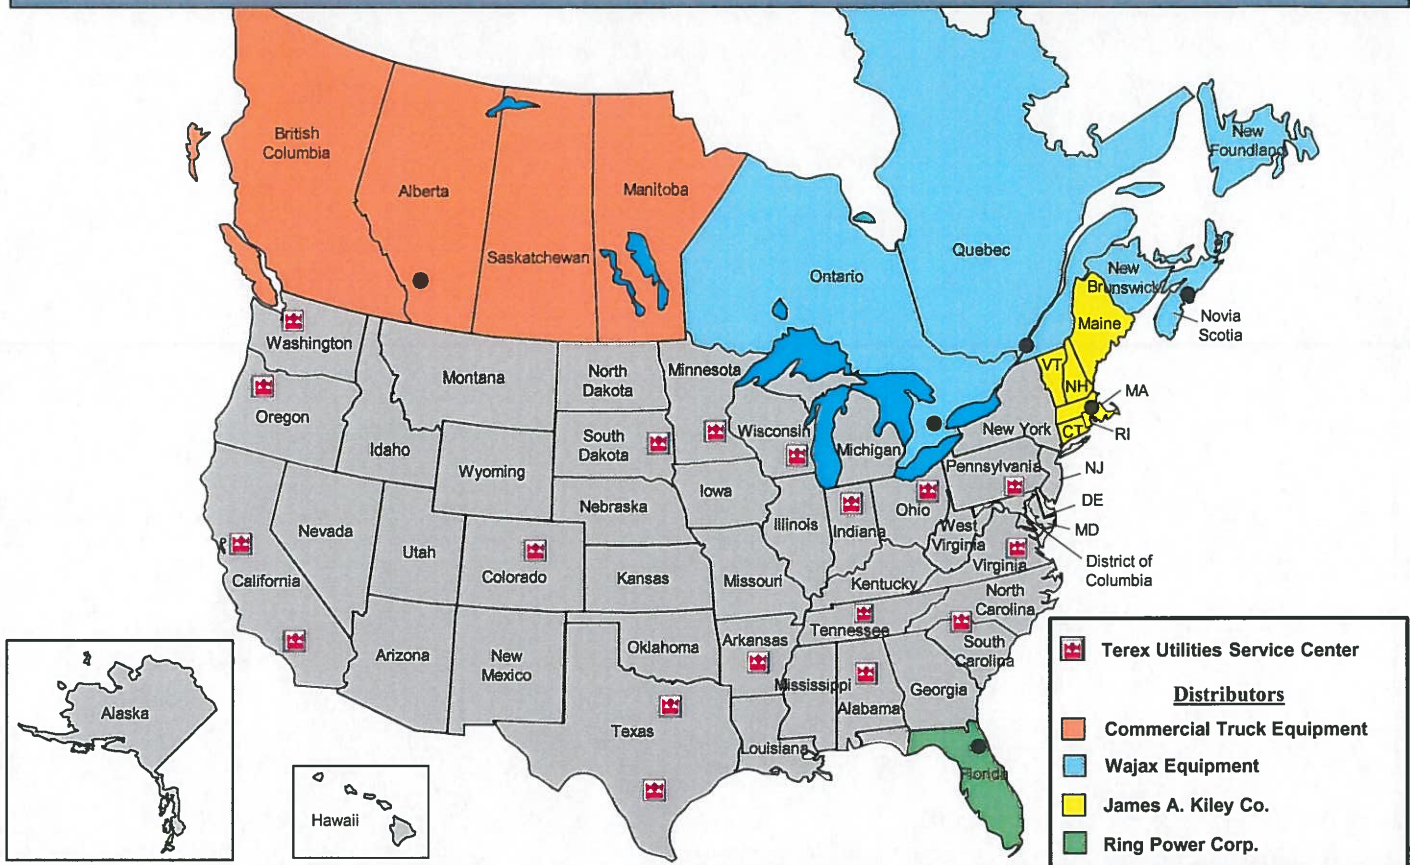 British
Columbia
Alberta
Saskatchewan
Manitoba
Ontario
Quebec
New
Foundland
New
Brunswick
Novia
Scotia
Maine
VT
NH
MA
RI
CT
Washington
Oregon
Idaho
Montana
North
Dakota
Minnesota
South
Dakota
Wisconsin
Michigan
New York
Wyoming
Nebraska
Iowa
Pennsylvania
NJ
DE
MD
District of
Columbia
Nevada
Utah
Colorado
California
Illinois
Indiana
Ohio
West
Virginia
Virginia
Kansas
Missouri
Kentucky
North
Carolina
Tennessee
South
Carolina
Arizona
New
Mexico
Oklahoma
Arkansas
Mississippi
Alabama
Georgia
Texas
Louisiana
Florida
Alaska
Hawaii
Terex Utilities Service Center
Distributors
Commercial Truck Equipment
Wajax Equipment
James A. Kiley Co.
Ring Power Corp.